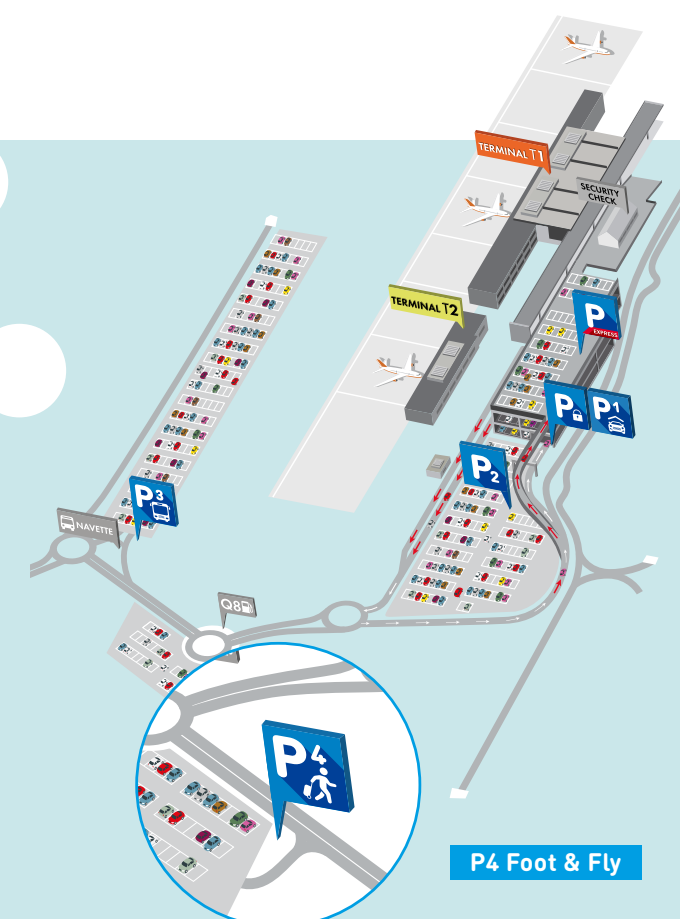 TERMINAL T1
SECURITY
CHECK
TERMINAL T2
P
EXPRESS
P
P1
P2
P3
NAVETTE
Q8
P4
P4 Foot & Fly